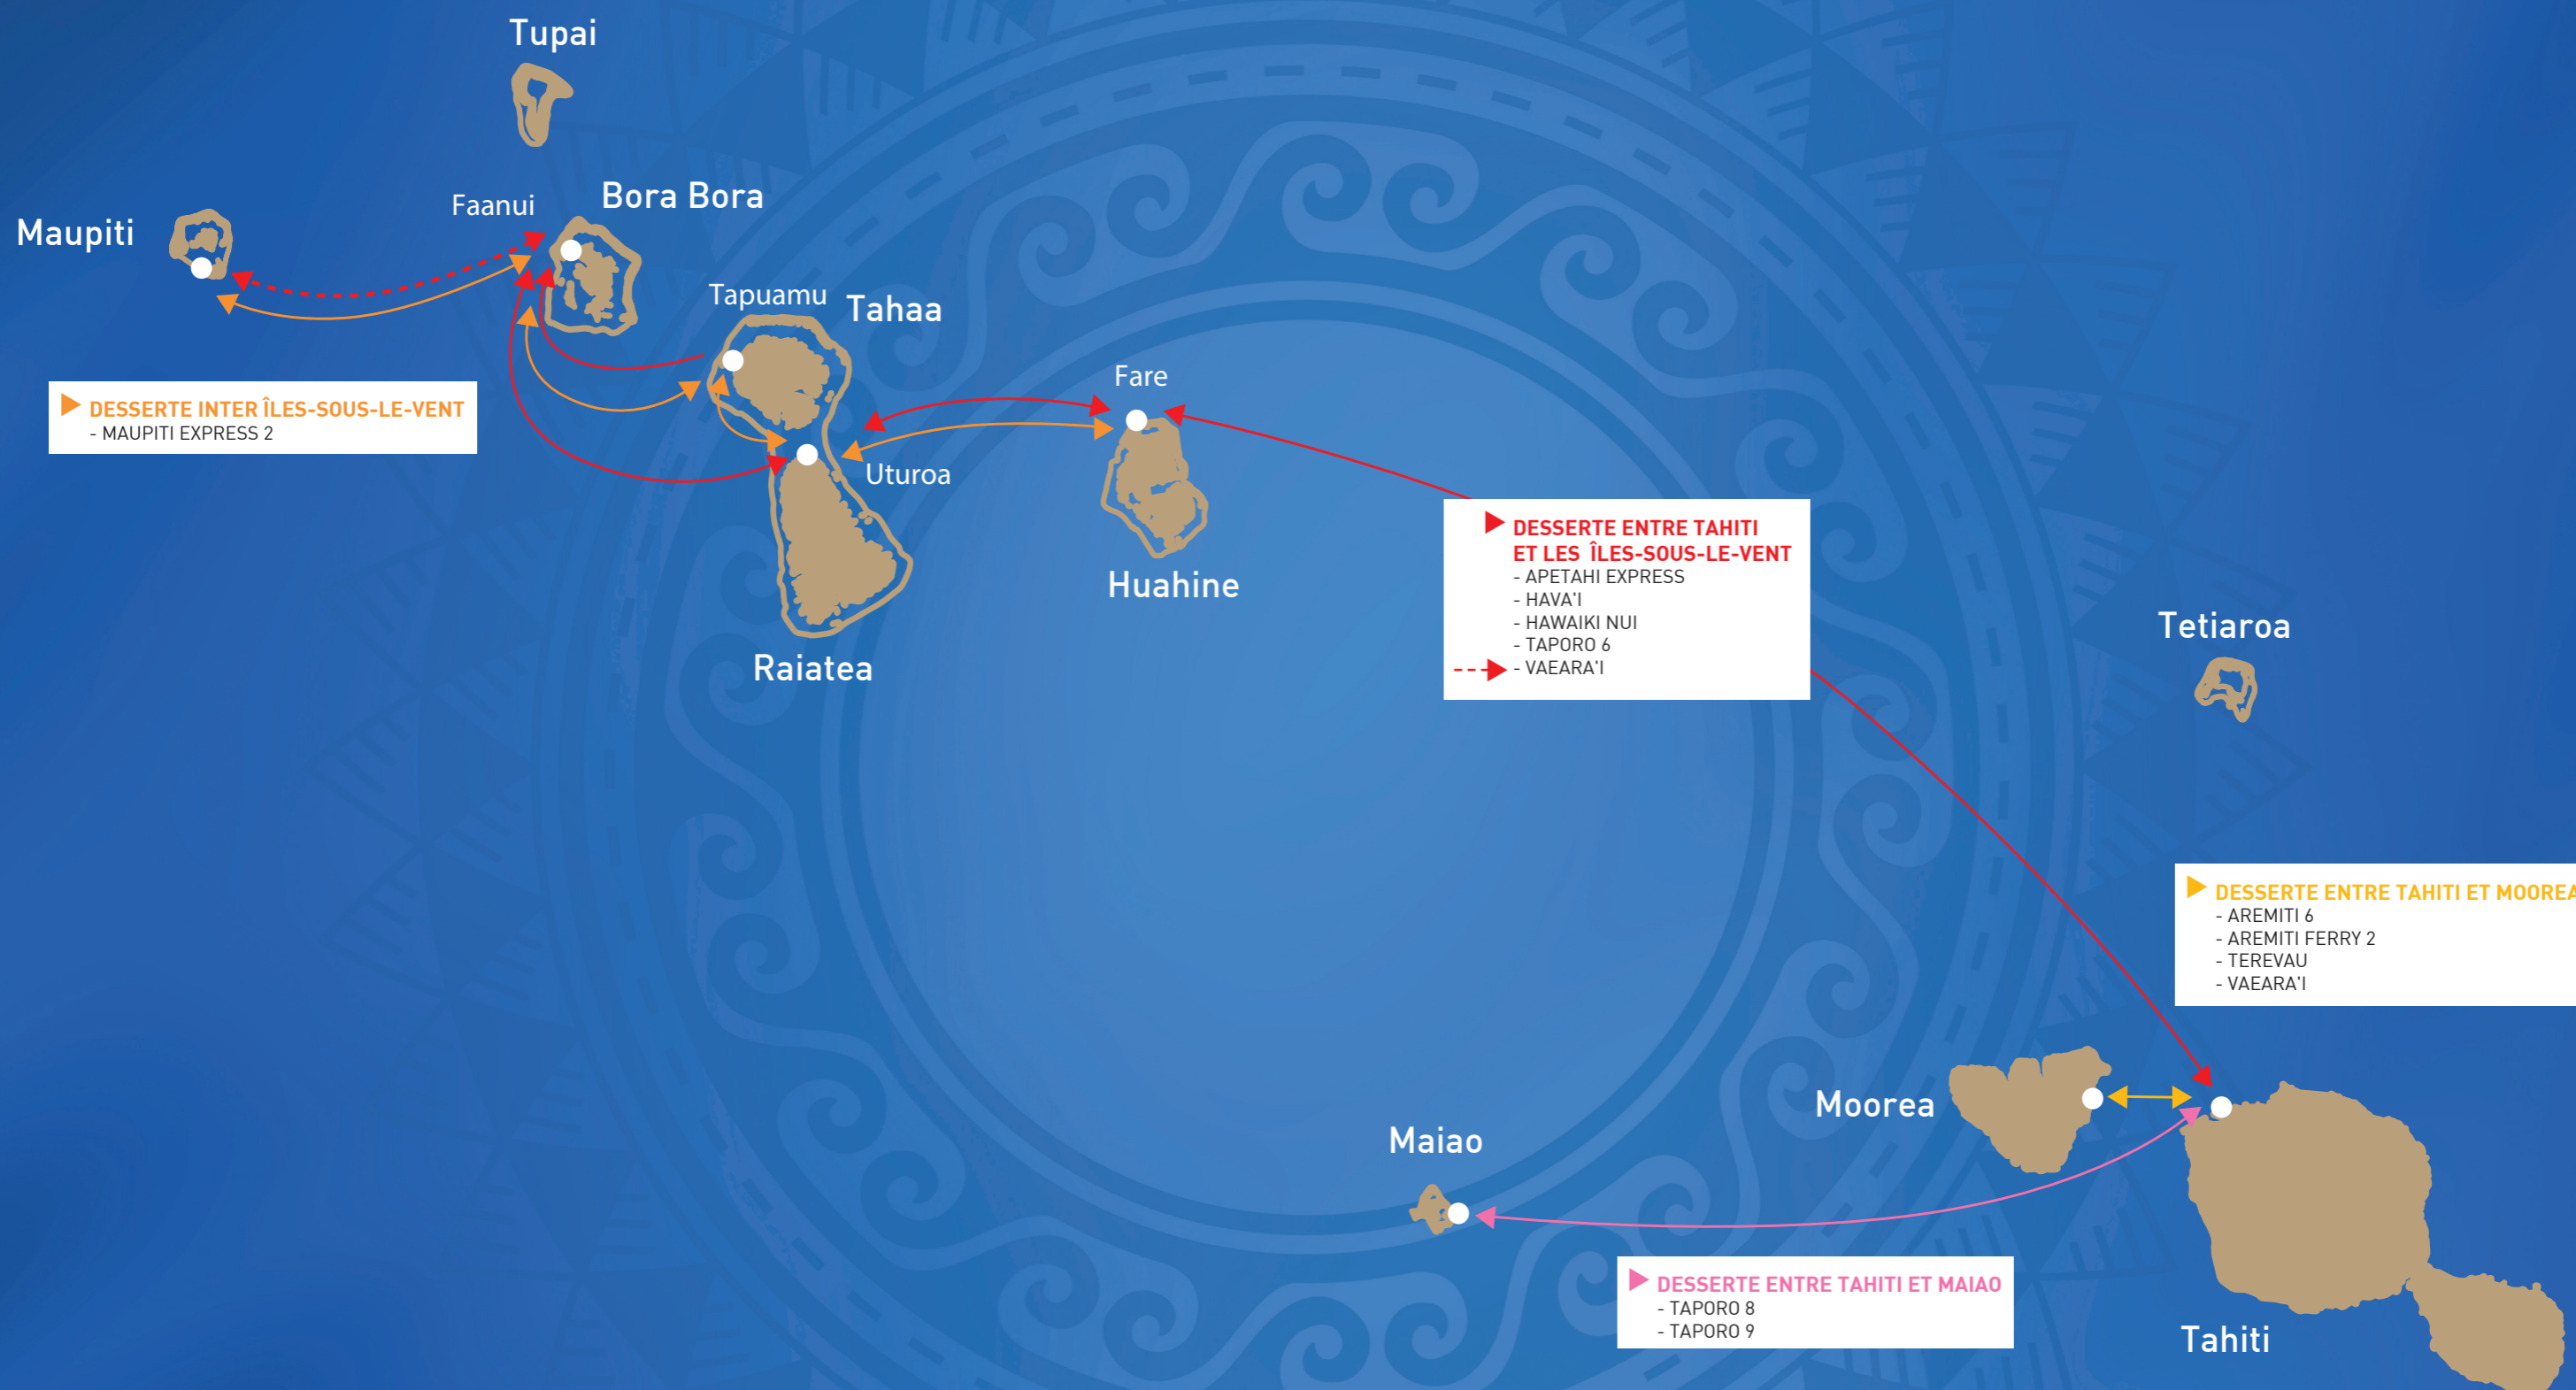 Tupai
Bora Bora
Faanui
Maupiti
Tapuamu
Tahaa
DESSERTE INTER ÎLES-SOUS-LE-VENT
- MAUPITI EXPRESS 2
Fare
Uturoa
Huahine
Raiatea
DESSERTE ENTRE TAHITI
ET LES ÎLES-SOUS-LE-VENT
- APETAHI EXPRESS
- HAVA'I
- HAWAIKI NUI
- TAPORO 6
- VAEARA'I
Tetiaroa
DESSERTE ENTRE TAHITI ET MOOREA
- AREMITI 6
- AREMITI FERRY 2
- TEREVAU
- VAEARA'I
Moorea
Maiao
DESSERTE ENTRE TAHITI ET MAIAO
- TAPORO 8
- TAPORO 9
Tahiti